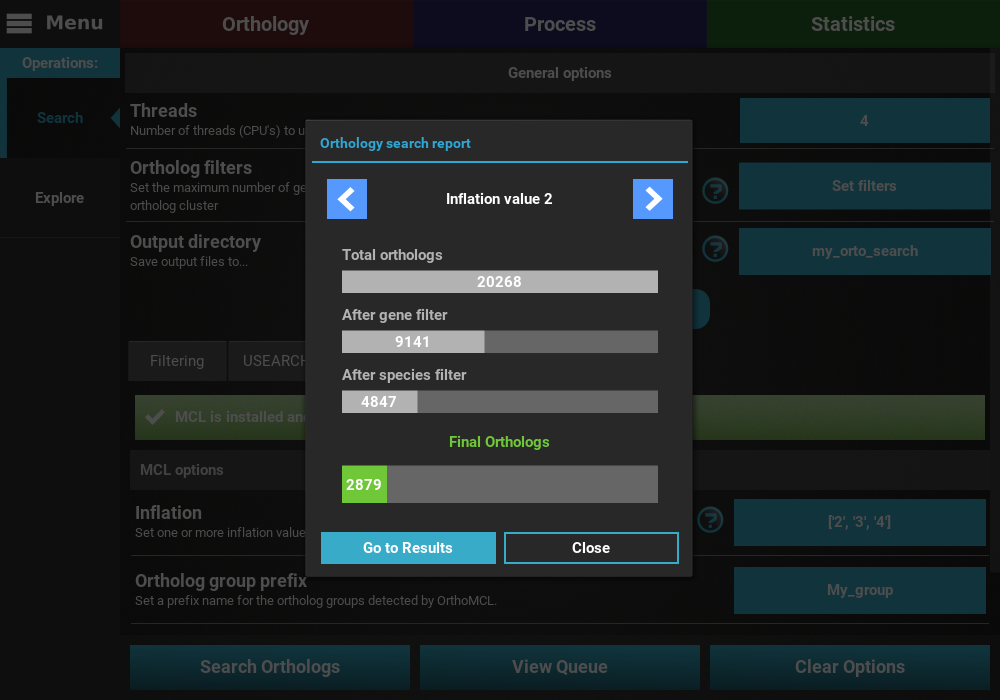 Menu
Orthology
Process
Statistics
Operations:
Search
Explore
General options
Threads
Number of threads (CPU's) to u
4
Ortholog filters
Set the maximum number of ge
ortholog cluster
?
Set filters
Output directory
Save output files to...
?
my_orto_search
Filtering
USEARCH
MCL is installed an
MCL options
Inflation
Set one or more inflation value
?
['2', '3', '4']
Ortholog group prefix
Set a prefix name for the ortholog groups detected by OrthoMCL.
My_group
Search Orthologs
View Queue
Clear Options
Orthology search report
Inflation value 2
Total orthologs
20268
After gene filter
9141
After species filter
4847
Final Orthologs
2879
Go to Results
Close